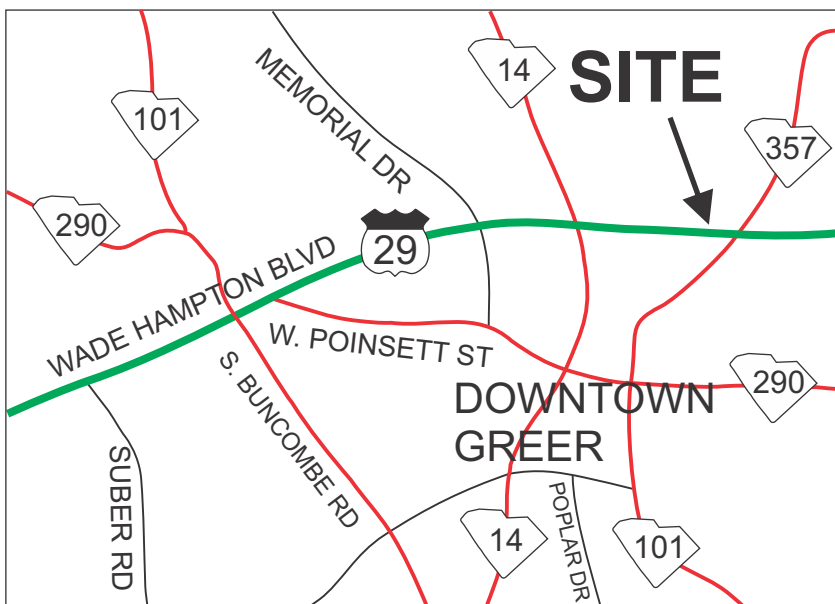 14
SITE
MEMORIAL DR
101
357
290
29
WADE HAMPTON BLVD
W. POINSETT ST
S. BUNCOMBE RD
290
DOWNTOWN
GREER
SUBER RD
POPLAR DR
14
101